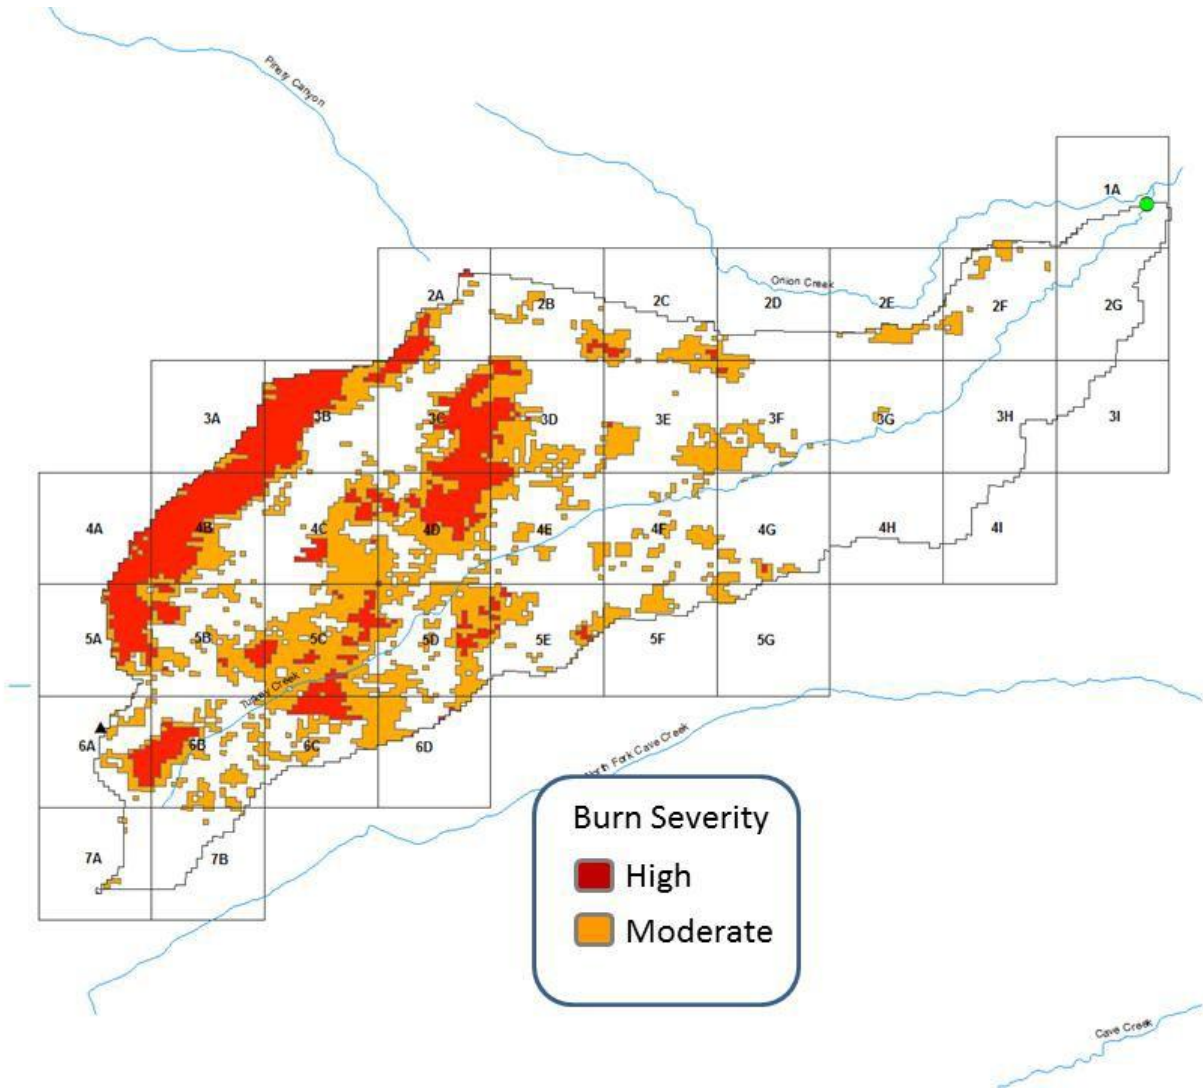 Pinery Canyon
1A
Onion Creek
2A
2B
2C
2D
2E
2F
2G
3A
3B
3C
3D
3E
3F
3G
3H
3I
4A
4B
4C
4D
4E
4F
4G
4H
4I
5A
5B
5C
5D
5E
5F
5G
Turkey Creek
6A
6B
6C
6D
North Fork Cave Creek
7A
7B
Burn Severity
High
Moderate
Cave Creek